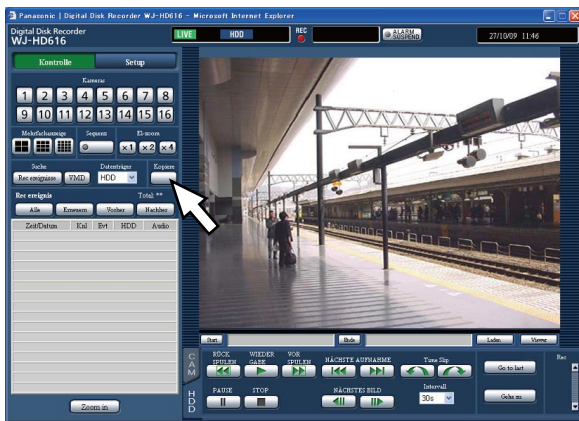 Panasonic | Digital Disk Recorder WJ-HD616 - Microsoft Internet Explorer
Digital Disk Recorder
WJ-HD616
LIVE HDD REC ALARM SUSPEND 27/10/09 11:46
Kontrolle Setup
Kameras
1 2 3 4 5 6 7 8
9 10 11 12 13 14 15 16
Mehrfachanzeige Sequenz El-zoom
x1 x2 x4
Suche Datenträger Kopiere
Rec ereignisse VMD HDD
Rec ereignis Total: **
Alle Erneuern Vorher Nachher
Zeit/Datum Knl Evt HDD Audio
Zoom in
Start Ende Laden Viewer
CAM
HDD
RÜCK SPULEN WIEDER GABE VOR SPULEN NÄCHSTE AUFNAHME Time Slip
Go to last
Rec
PAUSE STOP NÄCHSTES BILD Intervall
30s
Gehe zu